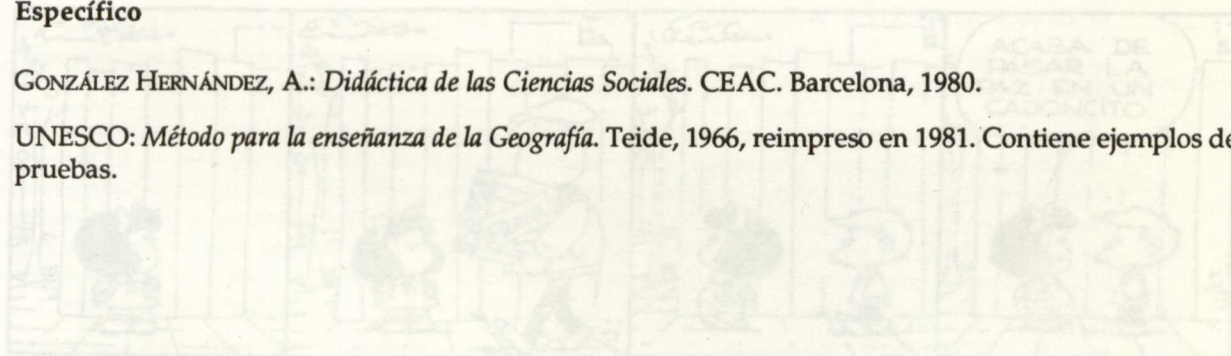 Específico
GONZÁLEZ HERNÁNDEZ, A.: Didáctica de las Ciencias Sociales. CEAC. Barcelona, 1980.
UNESCO: Método para la enseñanza de la Geografía. Teide, 1966, reimpreso en 1981. Contiene ejemplos de
pruebas.
ACABA DE
PASAR LA
PAZ EN UN
CAJONCITO